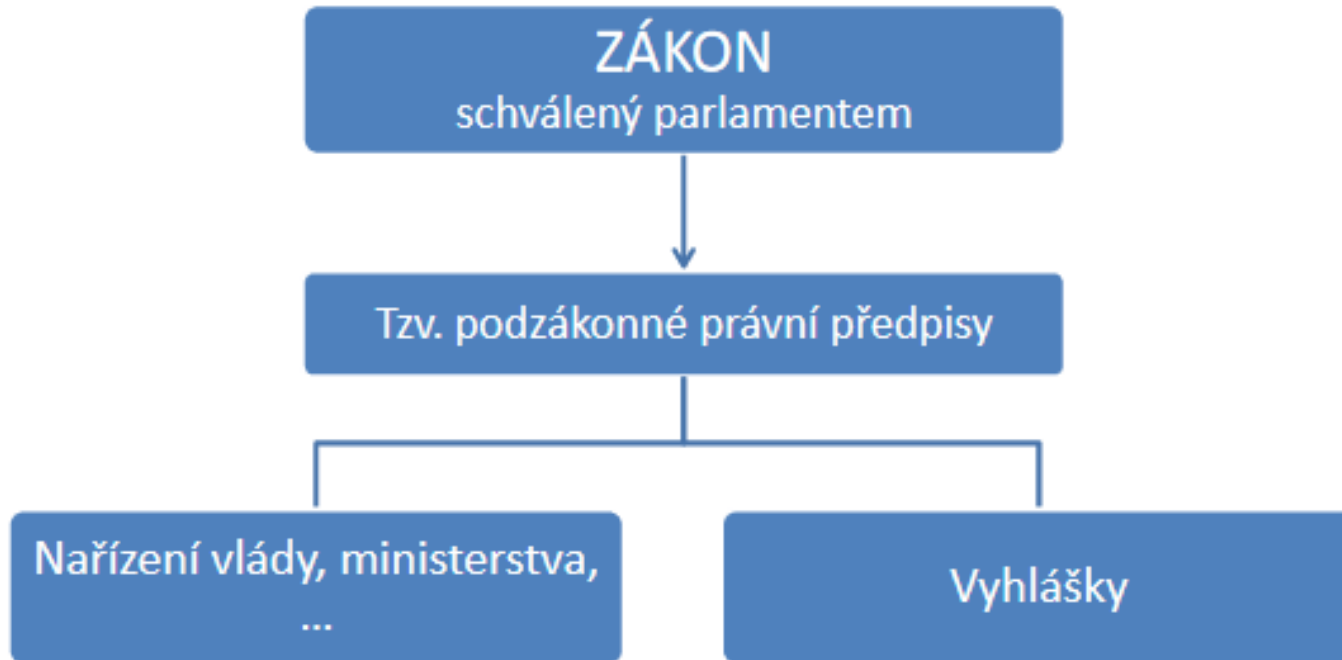 ZÁKON
schválený parlamentem
Tzv. podzákonné právní předpisy
Nařízení vlády, ministerstva,
...
Vyhlášky